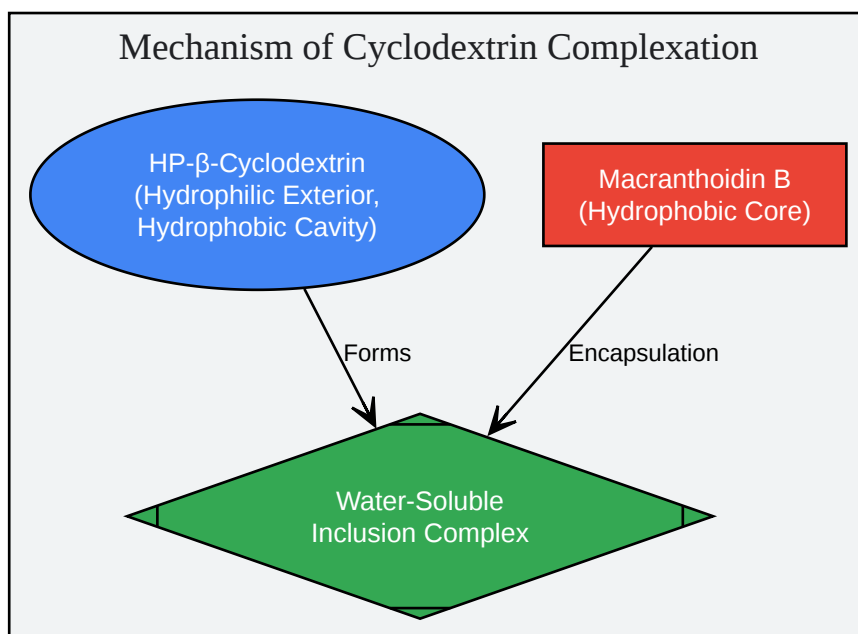 Mechanism of Cyclodextrin Complexation
HP-β-Cyclodextrin
(Hydrophilic Exterior,
Hydrophobic Cavity)
Macranthoidin B
(Hydrophobic Core)
Forms
Encapsulation
Water-Soluble
Inclusion Complex